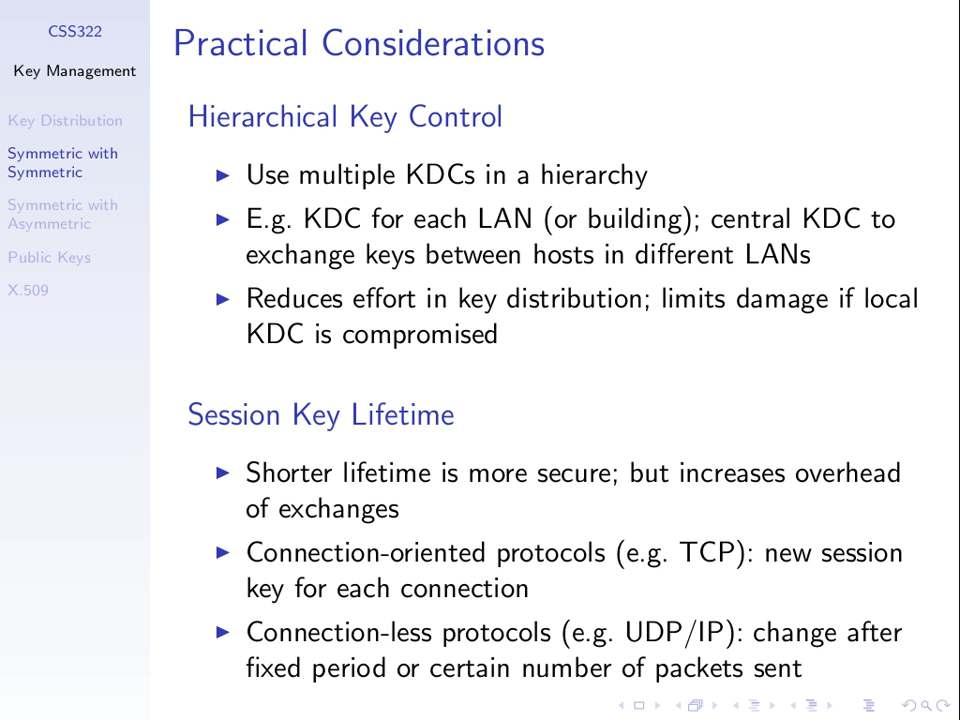 CSS322
Key Management
Key Distribution
Symmetric with
Symmetric
Symmetric with
Asymmetric
Public Keys
X.509
Practical Considerations
Hierarchical Key Control
Use multiple KDCs in a hierarchy
E.g. KDC for each LAN (or building); central KDC to
exchange keys between hosts in different LANs
Reduces effort in key distribution; limits damage if local
KDC is compromised
Session Key Lifetime
Shorter lifetime is more secure; but increases overhead
of exchanges
Connection-oriented protocols (e.g. TCP): new session
key for each connection
Connection-less protocols (e.g. UDP/IP): change after
fixed period or certain number of packets sent